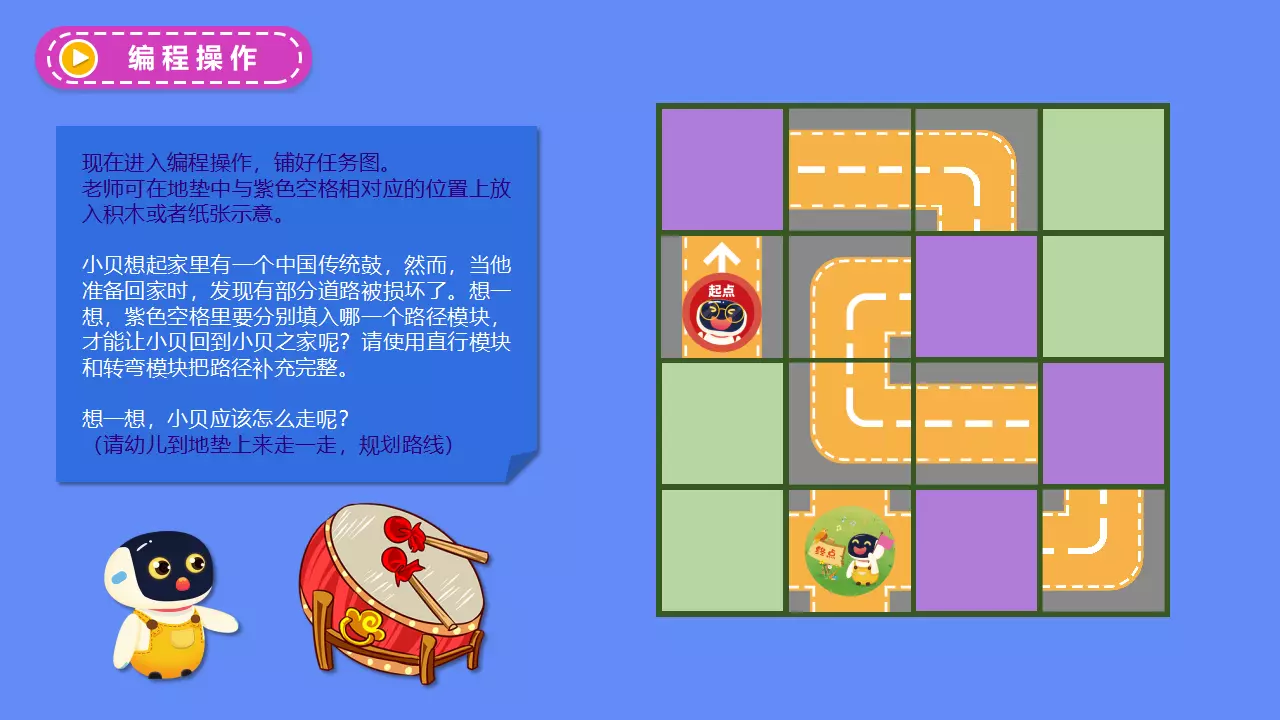 编程操作
现在进入编程操作，铺好任务图。
老师可在地垫中与紫色空格相对应的位置上放
入积木或者纸张示意。
小贝想起家里有一个中国传统鼓，然而，当他
准备回家时，发现有部分道路被损坏了。想一
想，紫色空格里要分别填入哪一个路径模块，
才能让小贝回到小贝之家呢？请使用直行模块
和转弯模块把路径补充完整。
想一想，小贝应该怎么走呢？
（请幼儿到地垫上来走一走，规划路线）
起点
终点